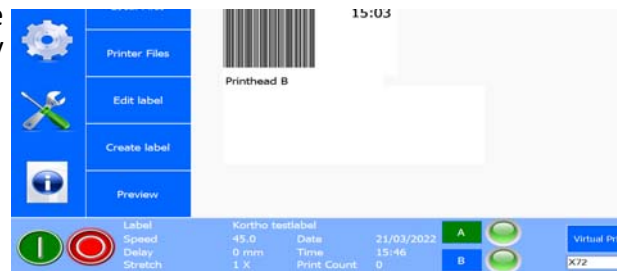 e
15:03
y
Printer Files
Printhead B
Edit label
Create label
Preview
Label Kortho testlabel
Speed 45.0 Date 21/03/2022 A
Delay 0 mm Time 15:46 Virtual
Stretch 1 X Print Count 0 B X72